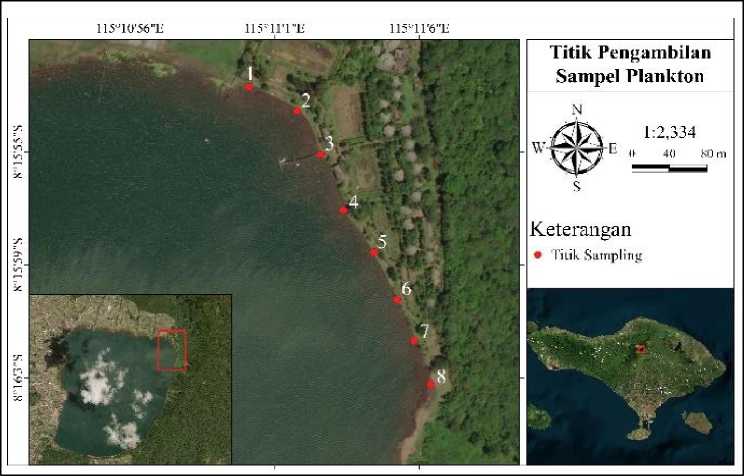 115°10'56"E 115°11'1"E 115°11'6"E
8°15'55"S
8°15'59"S
8°16'3"S
1
2
3
4
5
6
7
8
Titik Pengambilan
Sampel Plankton
N
W E
S
1:2,334
0 40 80 m
Keterangan
Titik Sampling